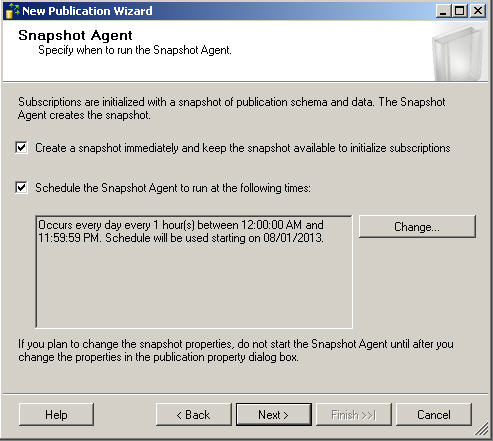 New Publication Wizard
Snapshot Agent
Specify when to run the Snapshot Agent.
Subscriptions are initialized with a snapshot of publication schema and data. The Snapshot
Agent creates the snapshot.
Create a snapshot immediately and keep the snapshot available to initialize subscriptions
Schedule the Snapshot Agent to run at the following times:
Occurs every day every 1 hour(s) between 12:00:00 AM and
11:59:59 PM. Schedule will be used starting on 08/01/2013.
Change...
If you plan to change the snapshot properties, do not start the Snapshot Agent until after you
change the properties in the publication property dialog box.
Help
< Back
Next >
Finish >>|
Cancel